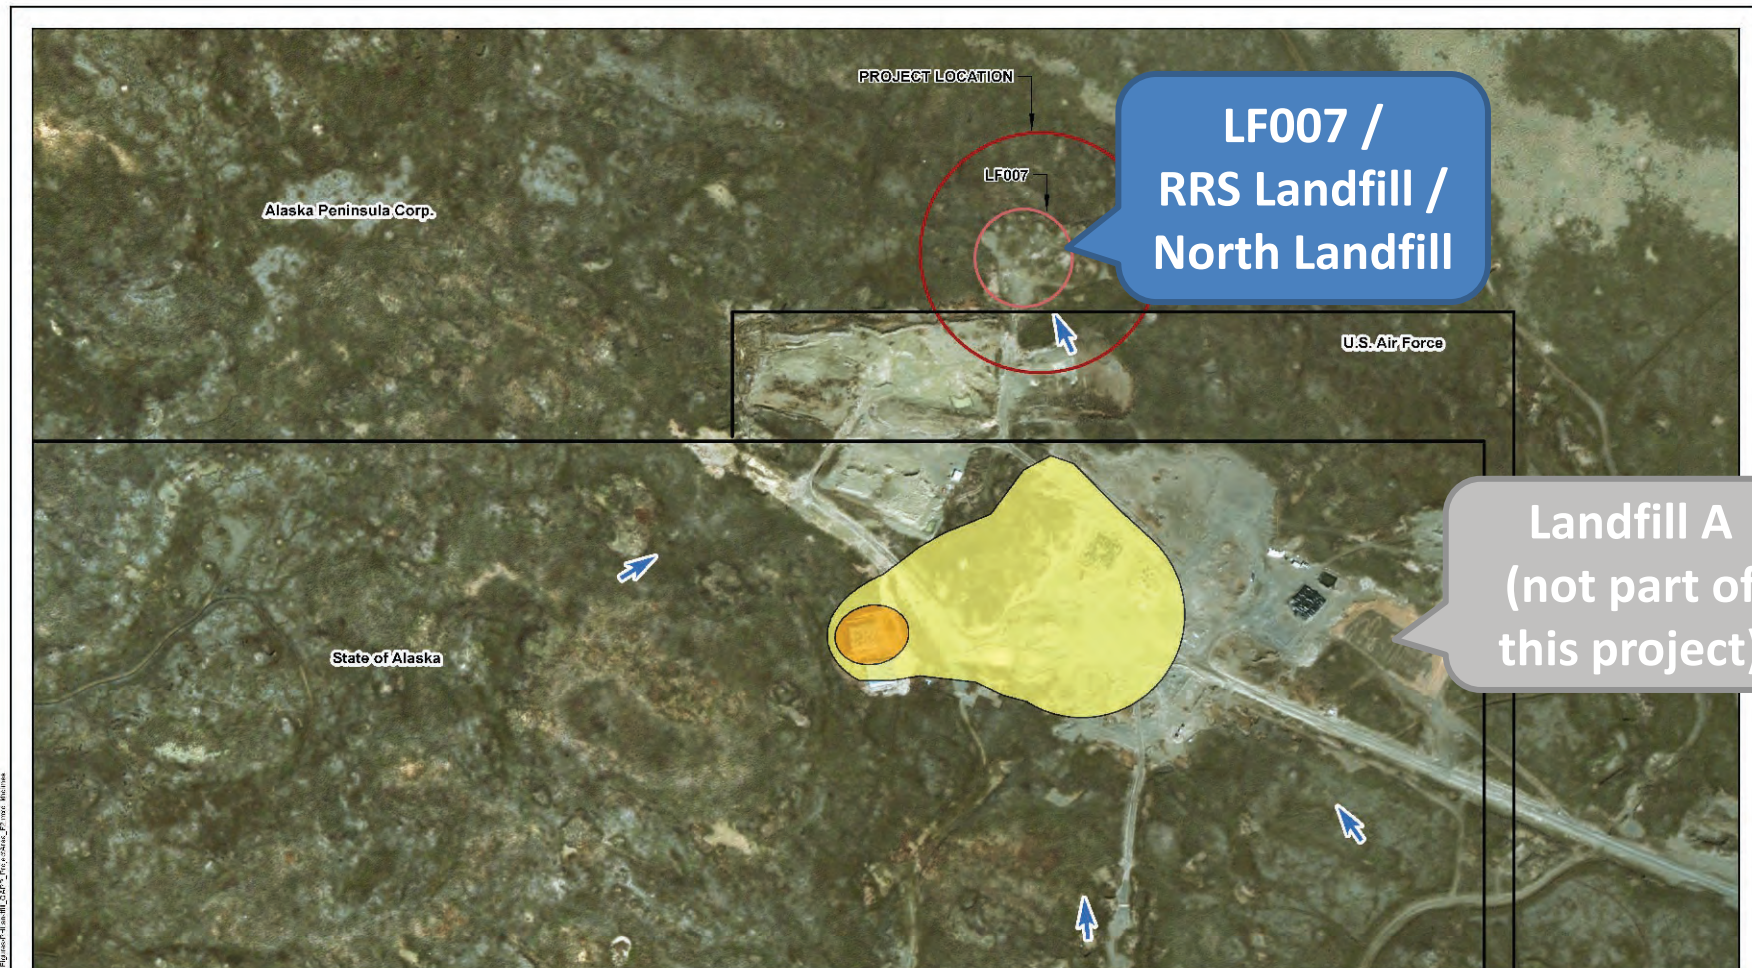 PROJECT LOCATION
LF007 /
RRS Landfill /
North Landfill
LF007
Alaska Peninsula Corp.
U.S. Air Force
Landfill A
(not part of
this project)
State of Alaska